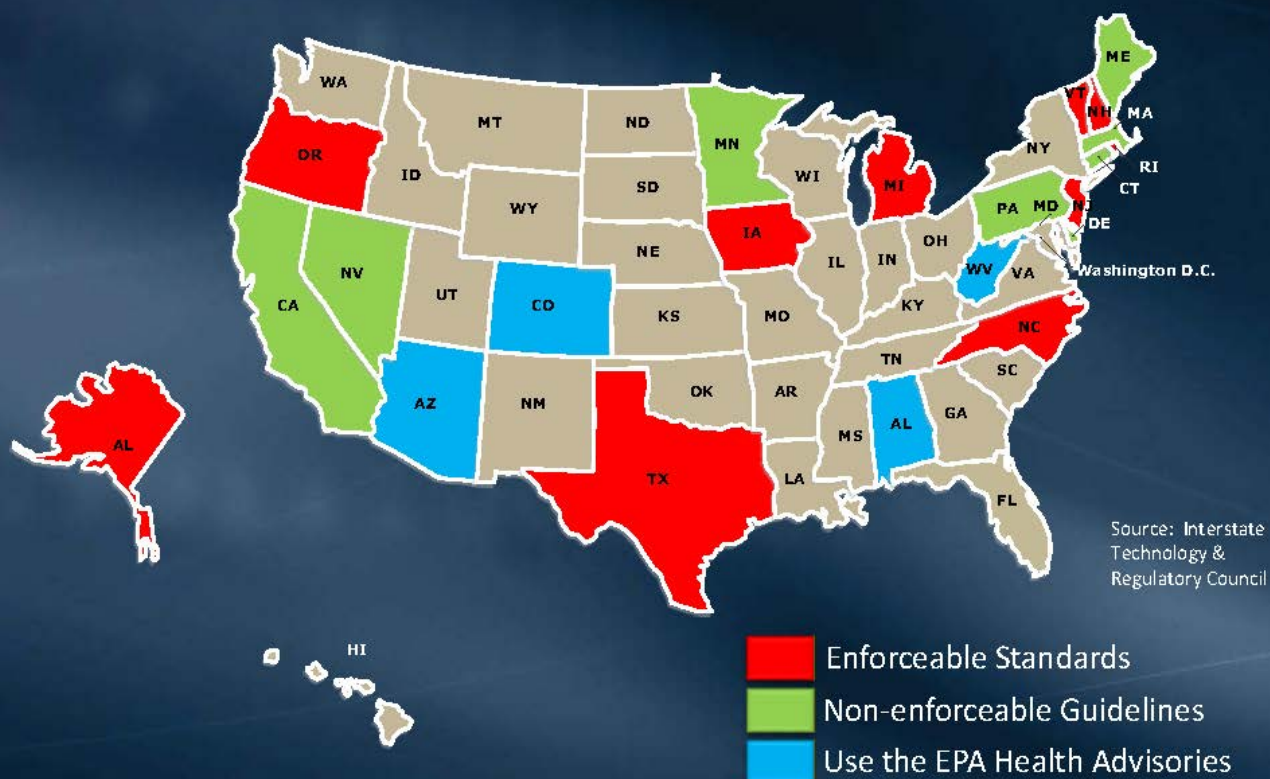 WA
MT
ND
MN
ME
VT
NH
MA
OR
ID
SD
WI
MI
NY
RI
CT
WY
IA
PA
MD
NJ
DE
NE
IL
IN
OH
WV
VA
Washington D.C.
CA
NV
UT
CO
KS
MO
KY
NC
TN
SC
AZ
NM
OK
AR
MS
AL
GA
AL
TX
LA
FL
HI
Source: Interstate
Technology &
Regulatory Council
Enforceable Standards
Non-enforceable Guidelines
Use the EPA Health Advisories